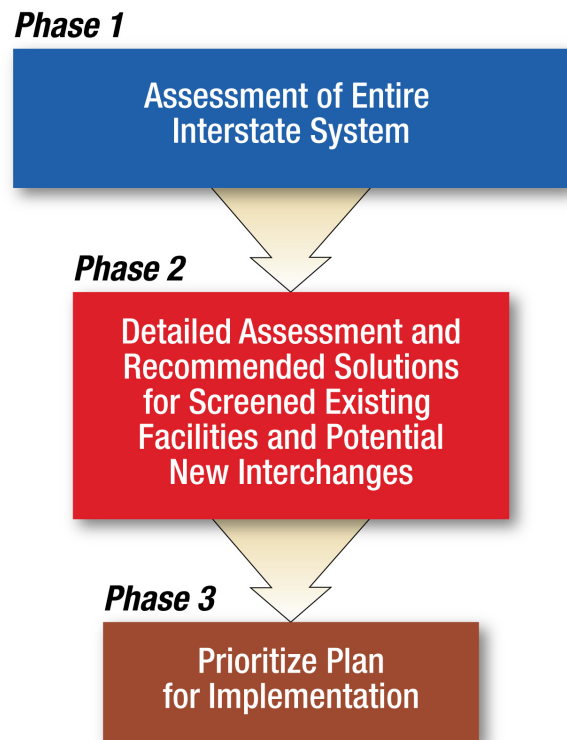 Phase 1
Assessment of Entire
Interstate System
Phase 2
Detailed Assessment and
Recommended Solutions
for Screened Existing
Facilities and Potential
New Interchanges
Phase 3
Prioritize Plan
for Implementation